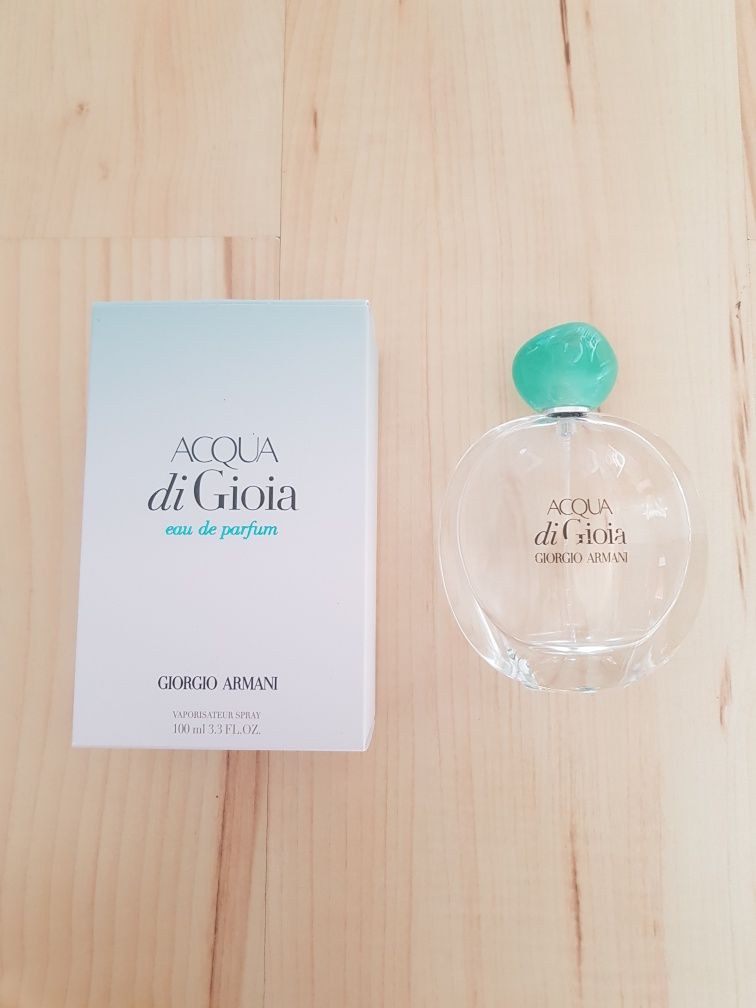 ACQUA
di Gioia
eau de parfum
GIORGIO ARMANI
VAPORISATEUR SPRAY
100 ml 3.3 FL.OZ.
ACQUA
di Gioia
GIORGIO ARMANI